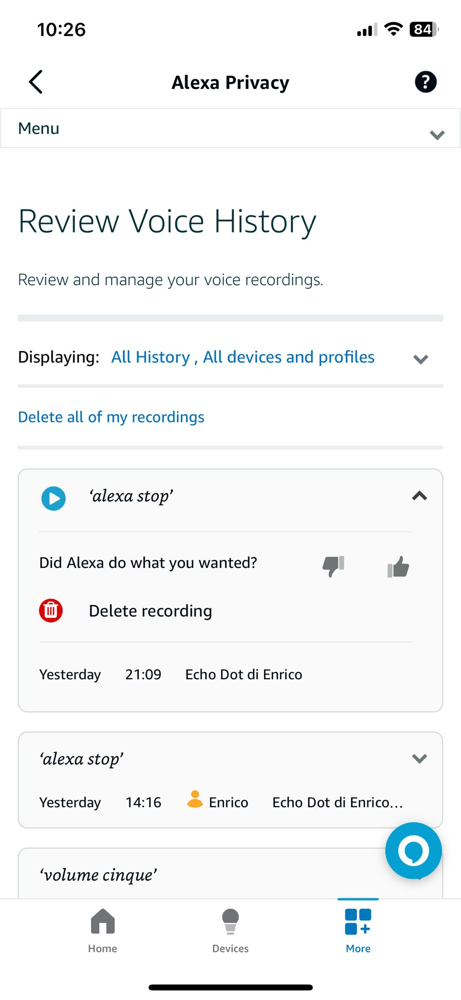 10:26
84
Alexa Privacy
?
Menu
Review Voice History
Review and manage your voice recordings.
Displaying: All History , All devices and profiles
Delete all of my recordings
‘alexa stop’
Did Alexa do what you wanted?
Delete recording
Yesterday 21:09 Echo Dot di Enrico
‘alexa stop’
Yesterday 14:16 Enrico Echo Dot di Enrico...
‘volume cinque’
Home Devices More